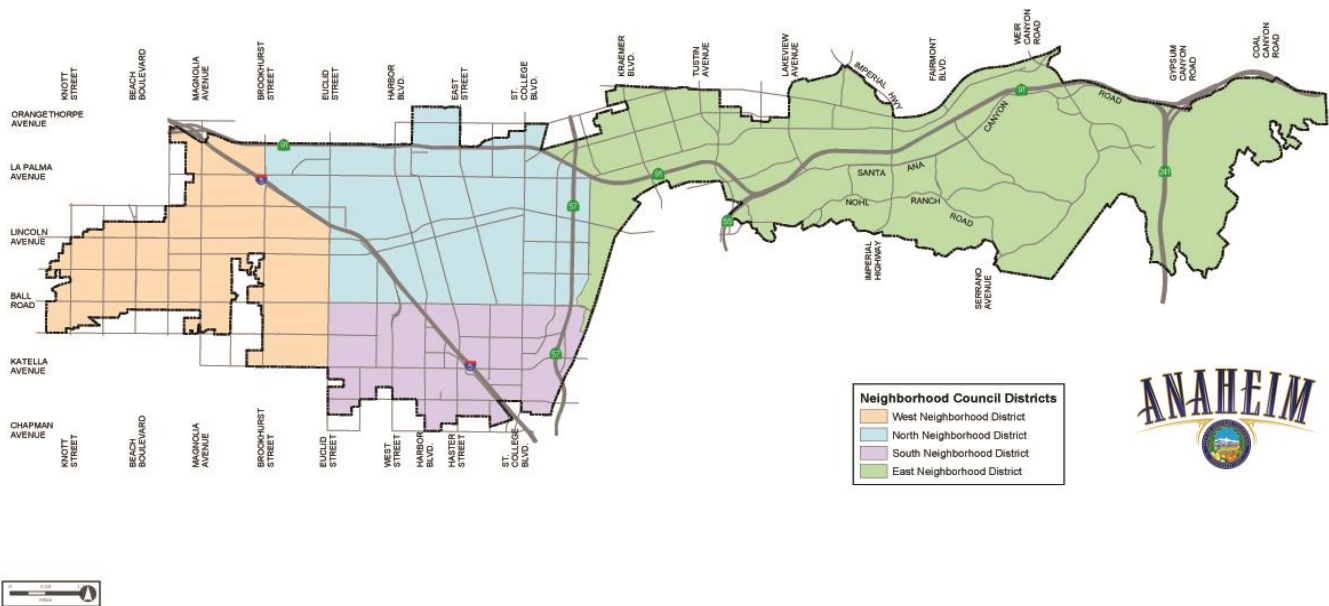 KNOTT
STREET
BEACH
BOULEVARD
MAGNOLIA
AVENUE
BROOKHURST
STREET
EUCLID
STREET
HARBOR
BLVD.
EAST
STREET
ST.
COLLEGE
BLVD.
KRAEMER
BLVD.
TUSTIN
AVENUE
LAKEVIEW
AVENUE
IMPERIAL HWY
FAIRMONT
BLVD.
WEIR
CANYON
ROAD
GYPSUM
CANYON
ROAD
COAL
CANYON
ROAD
ORANGETHORPE
AVENUE
LA PALMA
AVENUE
LINCOLN
AVENUE
BALL
ROAD
KATELLA
AVENUE
CHAPMAN
AVENUE
91
5
57
91
55
91
241
57
5
SANTA ANA CANYON ROAD
NOHL RANCH ROAD
IMPERIAL
HIGHWAY
SERRANO
AVENUE
KNOTT
STREET
BEACH
BOULEVARD
MAGNOLIA
AVENUE
BROOKHURST
STREET
EUCLID
STREET
WEST
STREET
HARBOR
BLVD.
HASTER
STREET
ST.
COLLEGE
BLVD.
Neighborhood Council Districts
West Neighborhood District
North Neighborhood District
South Neighborhood District
East Neighborhood District
ANAHEIM